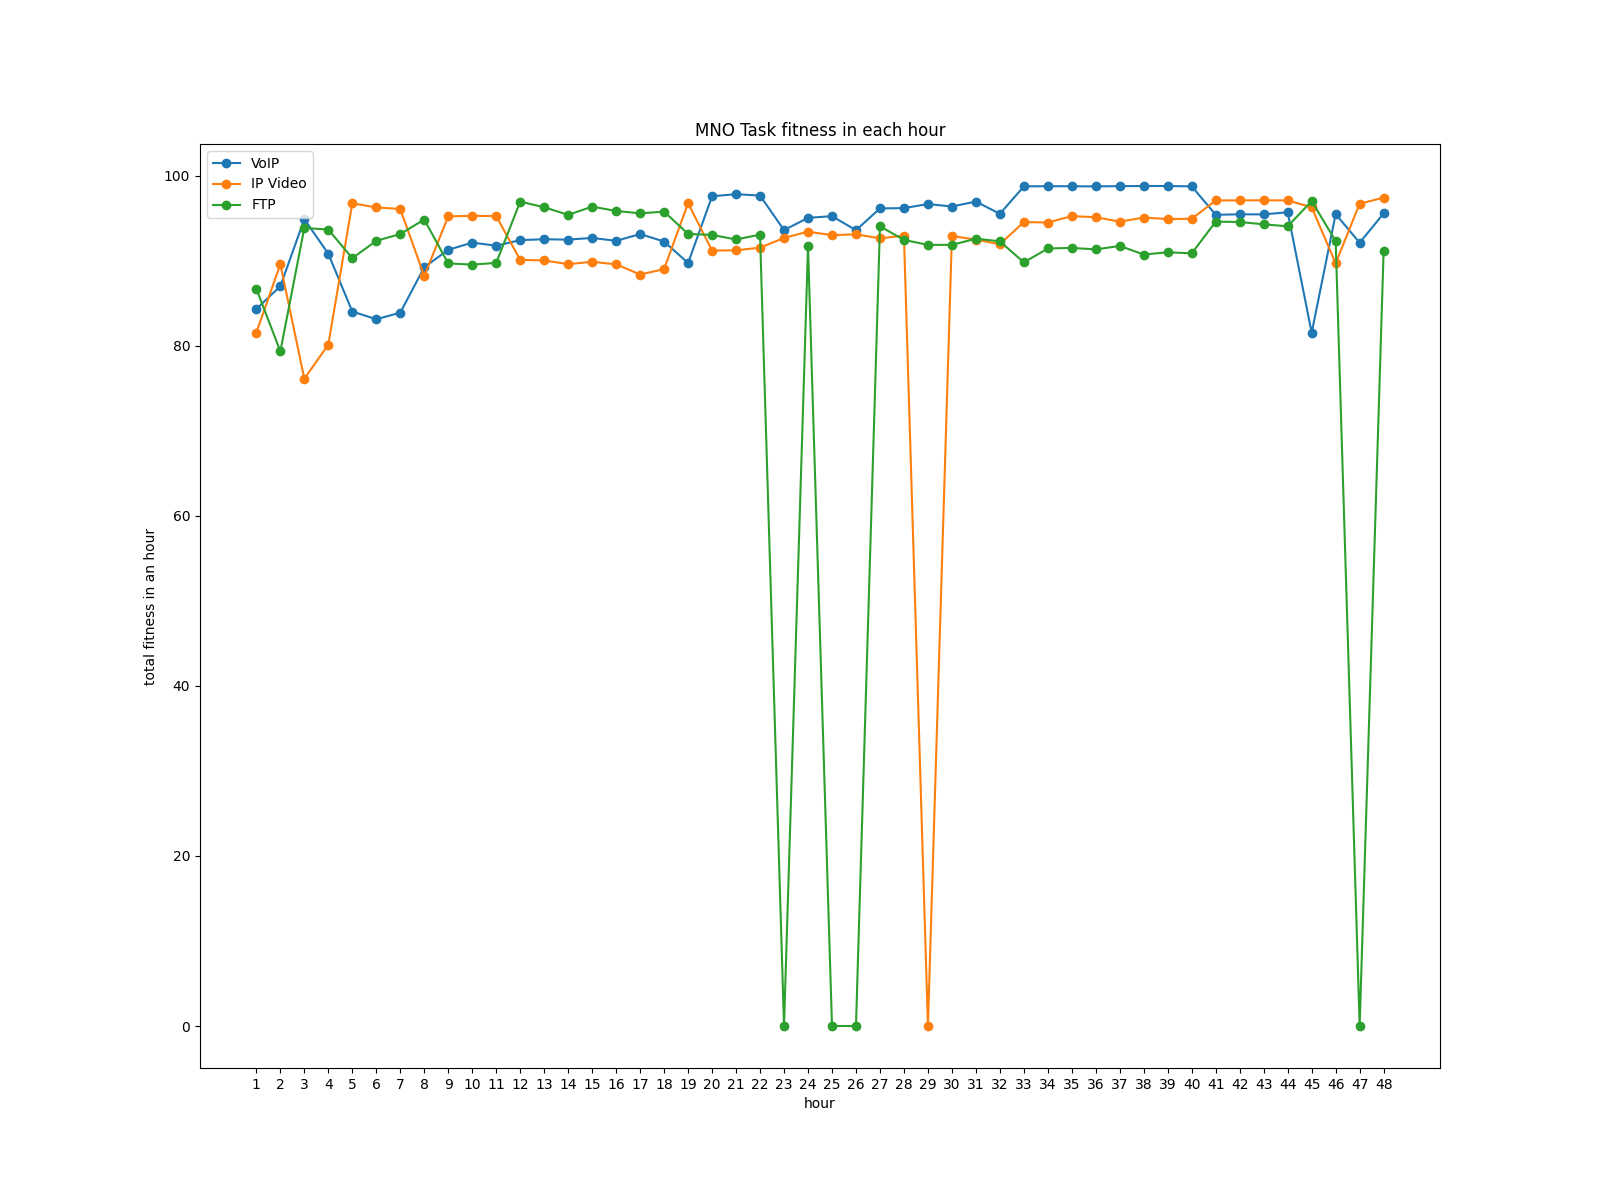 MNO Task fitness in each hour
VoIP
IP Video
FTP
100
80
60
40
20
0
total fitness in an hour
1 2 3 4 5 6 7 8 9 10 11 12 13 14 15 16 17 18 19 20 21 22 23 24 25 26 27 28 29 30 31 32 33 34 35 36 37 38 39 40 41 42 43 44 45 46 47 48
hour